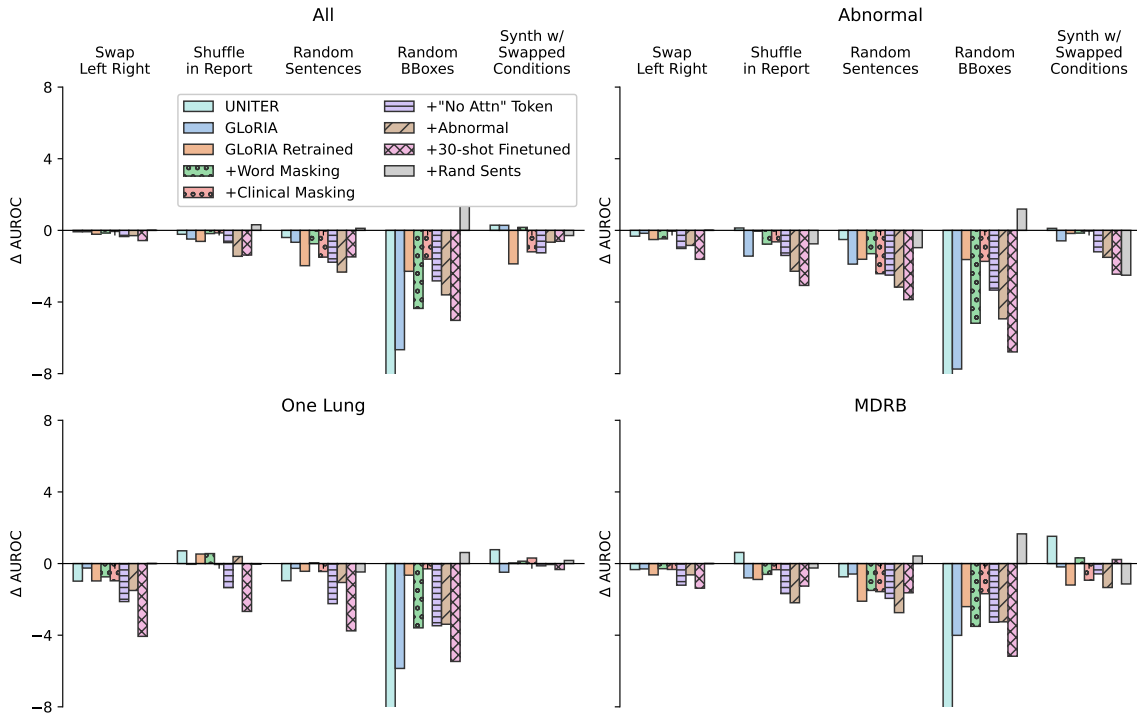 All
Abnormal
Swap
Left Right
Shuffle
in Report
Random
Sentences
Random
BBoxes
Synth w/
Swapped
Conditions
Swap
Left Right
Shuffle
in Report
Random
Sentences
Random
BBoxes
Synth w/
Swapped
Conditions
8
4
0
−4
−8
Δ AUROC
UNITER
GLoRIA
GLoRIA Retrained
+Word Masking
+Clinical Masking
+"No Attn" Token
+Abnormal
+30-shot Finetuned
+Rand Sents
8
4
0
−4
−8
Δ AUROC
One Lung
MDRB
8
4
0
−4
−8
Δ AUROC
8
4
0
−4
−8
Δ AUROC